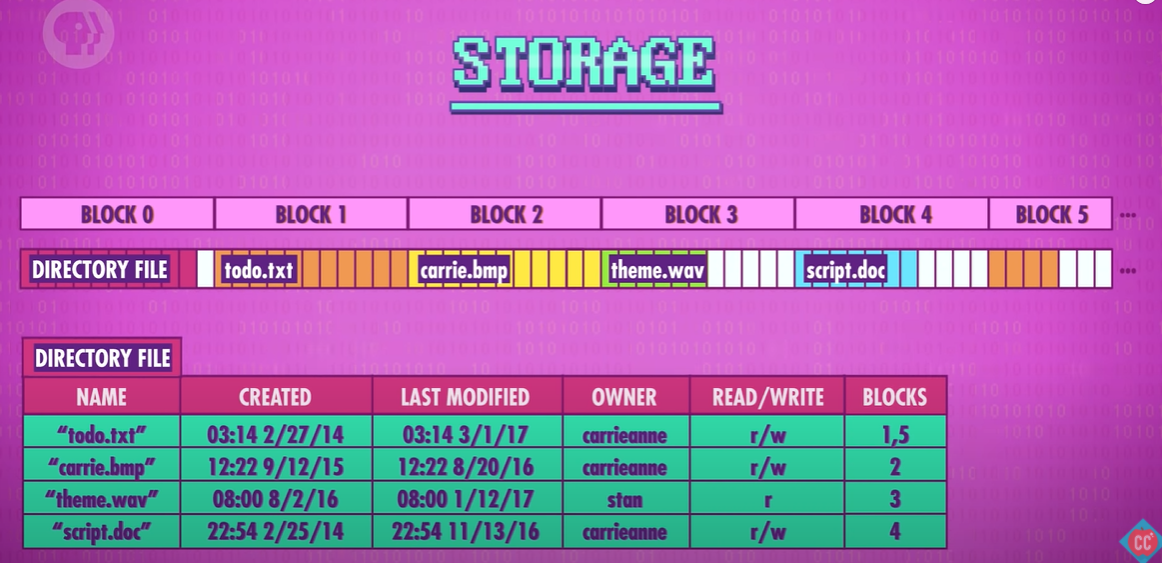 STORAGE
BLOCK 0 BLOCK 1 BLOCK 2 BLOCK 3 BLOCK 4 BLOCK 5 ...
DIRECTORY FILE todo.txt carrie.bmp theme.wav script.doc ...
DIRECTORY FILE
NAME CREATED LAST MODIFIED OWNER READ/WRITE BLOCKS
“todo.txt” 03:14 2/27/14 03:14 3/1/17 carrieanne r/w 1,5
“carrie.bmp” 12:22 9/12/15 12:22 8/20/16 carrieanne r/w 2
“theme.wav” 08:00 8/2/16 08:00 1/12/17 stan r 3
“script.doc” 22:54 2/25/14 22:54 11/13/16 carrieanne r/w 4
CC